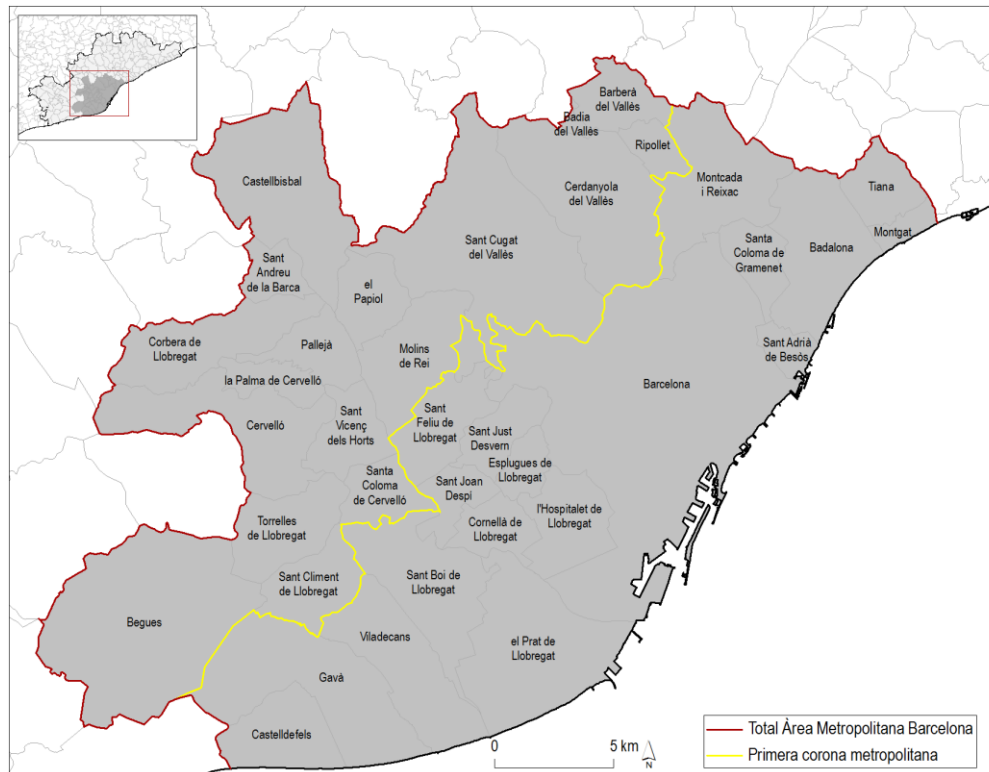 Barberà
del Vallès
Badia
del Vallès
Ripollet
Castellbisbal
Cerdanyola
del Vallès
Montcada
i Reixac
Tiana
Montgat
Sant Cugat
del Vallès
Santa
Coloma de
Gramenet
Badalona
Sant
Andreu
de la Barca
el
Papiol
Corbera de
Llobregat
Pallejà
Molins
de Rei
Sant Adrià
de Besòs
la Palma de Cervelló
Barcelona
Cervelló
Sant
Vicenç
dels Horts
Sant
Feliu de
Llobregat
Sant Just
Desvern
Esplugues de
Llobregat
Santa
Coloma
de Cervelló
Sant Joan
Despí
Torrelles
de Llobregat
Cornellà de
Llobregat
l'Hospitalet de
Llobregat
Sant Climent
de Llobregat
Sant Boi de
Llobregat
Begues
Viladecans
el Prat de
Llobregat
Gavà
Castelldefels
0
5 km
N
Total Àrea Metropolitana Barcelona
Primera corona metropolitana